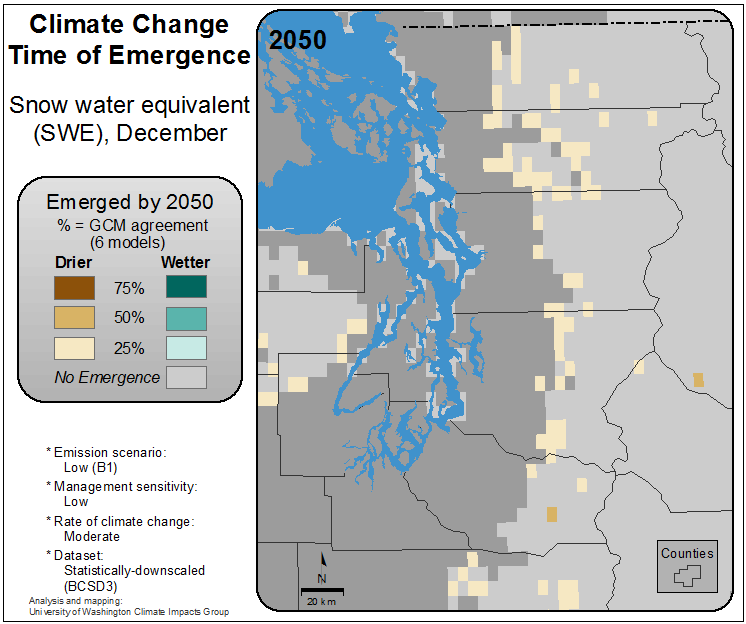 Climate Change
Time of Emergence
Snow water equivalent
(SWE), December
Emerged by 2050
% = GCM agreement
(6 models)
Drier Wetter
75%
50%
25%
No Emergence
* Emission scenario:
Low (B1)
* Management sensitivity:
Low
* Rate of climate change:
Moderate
* Dataset:
Statistically-downscaled
(BCSD3)
Analysis and mapping:
University of Washington Climate Impacts Group
2050
N
20 km
Counties